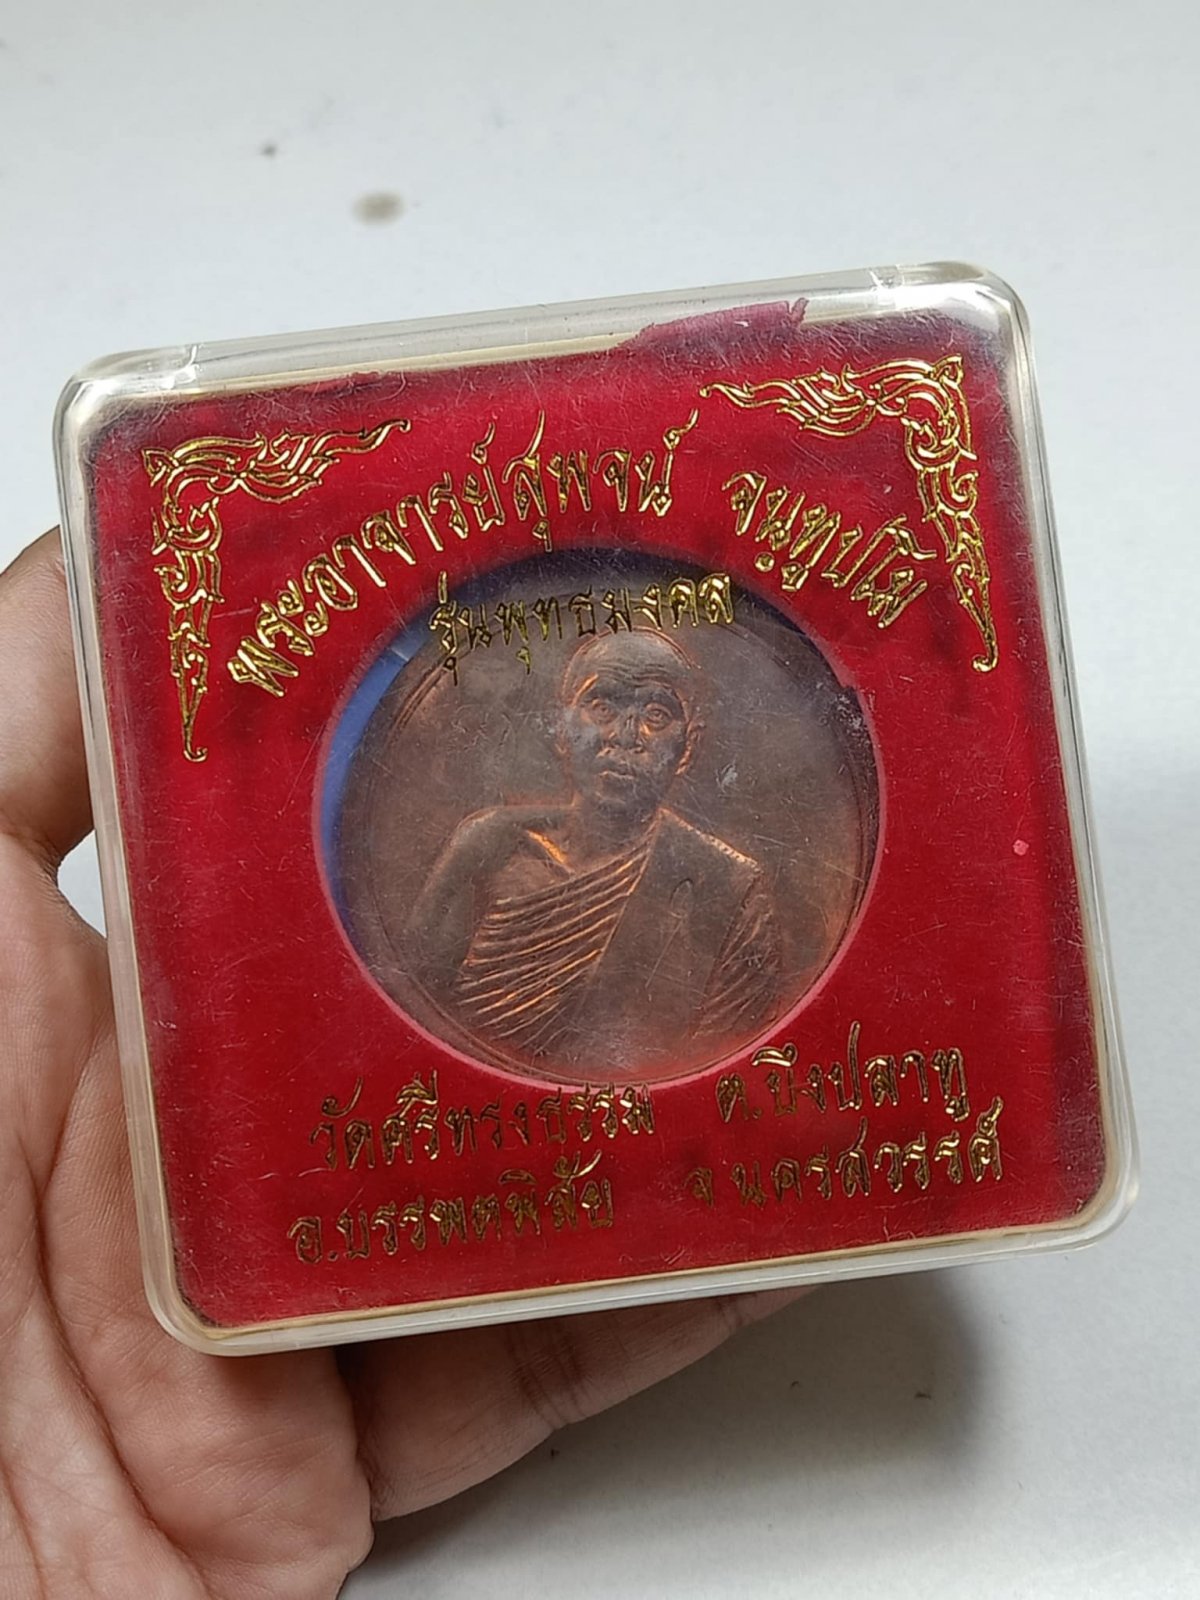 พระอาจารย์สุพจน์ จนฺทูปโม
รุ่นพุทธมงคล
วัดศรีทรงธรรม ต.บึงปลาทู
อ.บรรพตพิสัย จ.นครสวรรค์